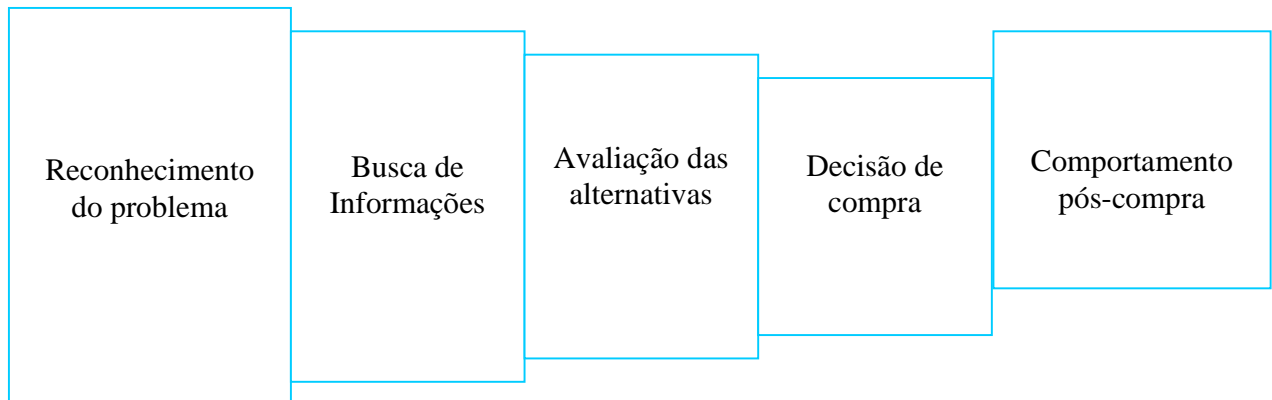 Reconhecimento
do problema
Busca de
Informações
Avaliação das
alternativas
Decisão de
compra
Comportamento
pós-compra